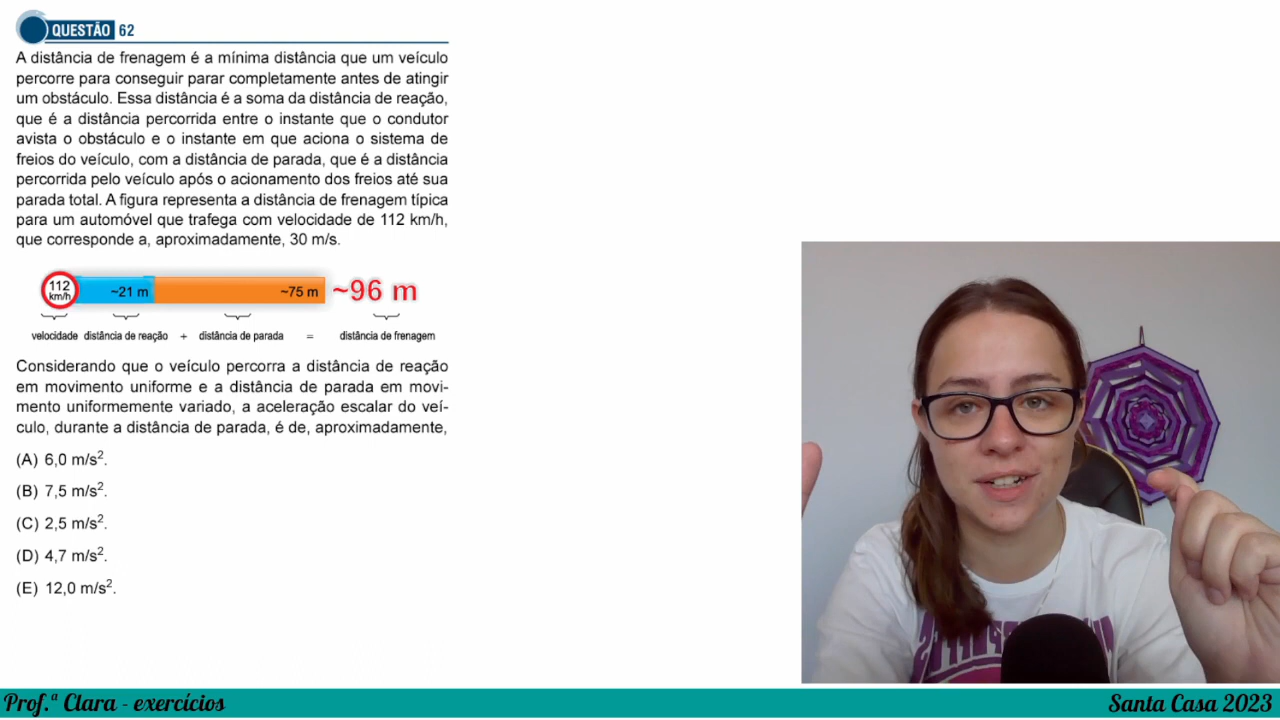 QUESTÃO 62
A distância de frenagem é a mínima distância que um veículo
percorre para conseguir parar completamente antes de atingir
um obstáculo. Essa distância é a soma da distância de reação,
que é a distância percorrida entre o instante que o condutor
avista o obstáculo e o instante em que aciona o sistema de
freios do veículo, com a distância de parada, que é a distância
percorrida pelo veículo após o acionamento dos freios até sua
parada total. A figura representa a distância de frenagem típica
para um automóvel que trafega com velocidade de 112 km/h,
que corresponde a, aproximadamente, 30 m/s.
112
km/h
~21 m
~75 m
~96 m
velocidade distância de reação + distância de parada = distância de frenagem
Considerando que o veículo percorra a distância de reação
em movimento uniforme e a distância de parada em movi-
mento uniformemente variado, a aceleração escalar do veí-
culo, durante a distância de parada, é de, aproximadamente,
(A) 6,0 m/s².
(B) 7,5 m/s².
(C) 2,5 m/s².
(D) 4,7 m/s².
(E) 12,0 m/s².
Prof.ª Clara - exercícios
Santa Casa 2023